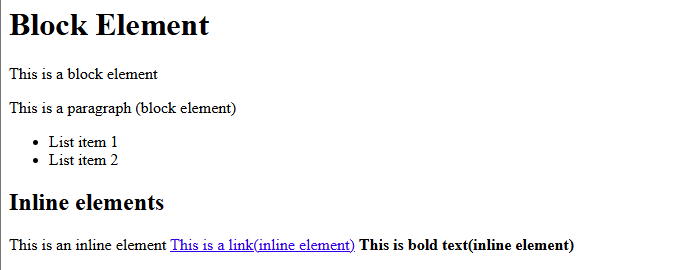 Block Element
This is a block element
This is a paragraph (block element)
List item 1
List item 2
Inline elements
This is an inline element This is a link(inline element) This is bold text(inline element)